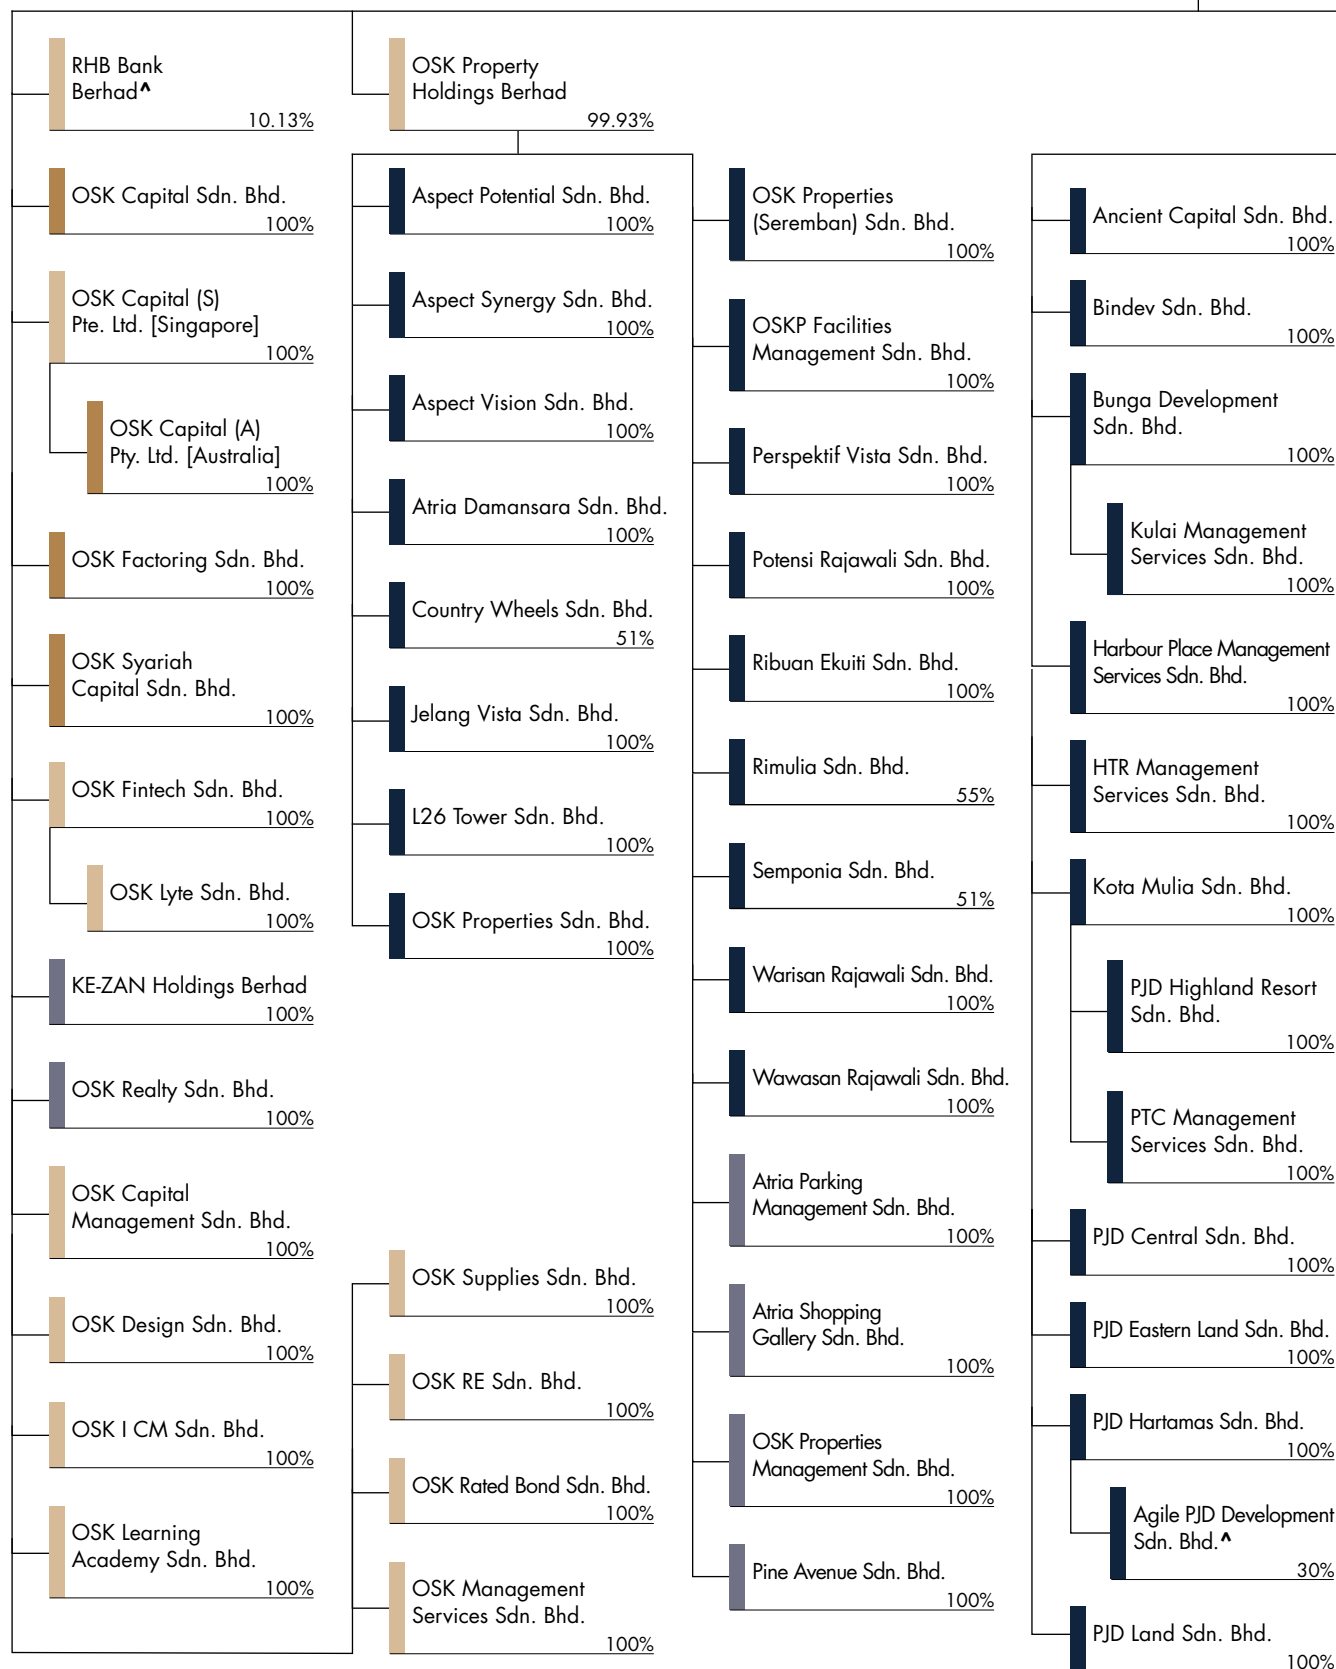 RHB Bank
Berhad^
10.13%
OSK Capital Sdn. Bhd.
100%
OSK Capital (S)
Pte. Ltd. [Singapore]
100%
OSK Capital (A)
Pty. Ltd. [Australia]
100%
OSK Factoring Sdn. Bhd.
100%
OSK Syariah
Capital Sdn. Bhd.
100%
OSK Fintech Sdn. Bhd.
100%
OSK Lyte Sdn. Bhd.
100%
KE-ZAN Holdings Berhad
100%
OSK Realty Sdn. Bhd.
100%
OSK Capital
Management Sdn. Bhd.
100%
OSK Design Sdn. Bhd.
100%
OSK I CM Sdn. Bhd.
100%
OSK Learning
Academy Sdn. Bhd.
100%
OSK Property
Holdings Berhad
99.93%
Aspect Potential Sdn. Bhd.
100%
Aspect Synergy Sdn. Bhd.
100%
Aspect Vision Sdn. Bhd.
100%
Atria Damansara Sdn. Bhd.
100%
Country Wheels Sdn. Bhd.
51%
Jelang Vista Sdn. Bhd.
100%
L26 Tower Sdn. Bhd.
100%
OSK Properties Sdn. Bhd.
100%
OSK Supplies Sdn. Bhd.
100%
OSK RE Sdn. Bhd.
100%
OSK Rated Bond Sdn. Bhd.
100%
OSK Management
Services Sdn. Bhd.
100%
OSK Properties
(Seremban) Sdn. Bhd.
100%
OSKP Facilities
Management Sdn. Bhd.
100%
Perspektif Vista Sdn. Bhd.
100%
Potensi Rajawali Sdn. Bhd.
100%
Ribuan Ekuiti Sdn. Bhd.
100%
Rimulia Sdn. Bhd.
55%
Semponia Sdn. Bhd.
51%
Warisan Rajawali Sdn. Bhd.
100%
Wawasan Rajawali Sdn. Bhd.
100%
Atria Parking
Management Sdn. Bhd.
100%
Atria Shopping
Gallery Sdn. Bhd.
100%
OSK Properties
Management Sdn. Bhd.
100%
Pine Avenue Sdn. Bhd.
100%
Ancient Capital Sdn. Bhd.
100%
Bindev Sdn. Bhd.
100%
Bunga Development
Sdn. Bhd.
100%
Kulai Management
Services Sdn. Bhd.
100%
Harbour Place Management
Services Sdn. Bhd.
100%
HTR Management
Services Sdn. Bhd.
100%
Kota Mulia Sdn. Bhd.
100%
PJD Highland Resort
Sdn. Bhd.
100%
PTC Management
Services Sdn. Bhd.
100%
PJD Central Sdn. Bhd.
100%
PJD Eastern Land Sdn. Bhd.
100%
PJD Hartamas Sdn. Bhd.
100%
Agile PJD Development
Sdn. Bhd.^
30%
PJD Land Sdn. Bhd.
100%